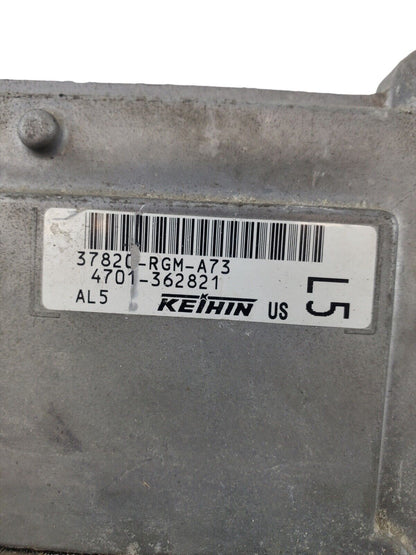 37820-RGM-A73
4701-362821
AL5 KEIHIN US
L5